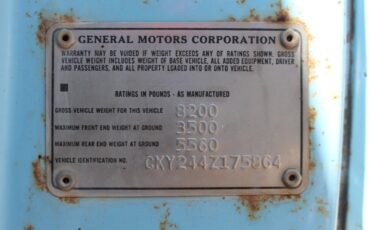 GENERAL MOTORS CORPORATION
WARRANTY MAY BE VOIDED IF WEIGHT EXCEEDS ANY OF RATINGS SHOWN. GROSS
VEHICLE WEIGHT INCLUDES WEIGHT OF BASE VEHICLE, ALL ADDED EQUIPMENT, DRIVER
AND PASSENGERS, AND ALL PROPERTY LOADED INTO OR ONTO VEHICLE.
RATINGS IN POUNDS - AS MANUFACTURED
GROSS VEHICLE WEIGHT FOR THIS VEHICLE 8200
MAXIMUM FRONT END WEIGHT AT GROUND 3500
MAXIMUM REAR END WEIGHT AT GROUND 5560
VEHICLE IDENTIFICATION NO. CKY244Z175964